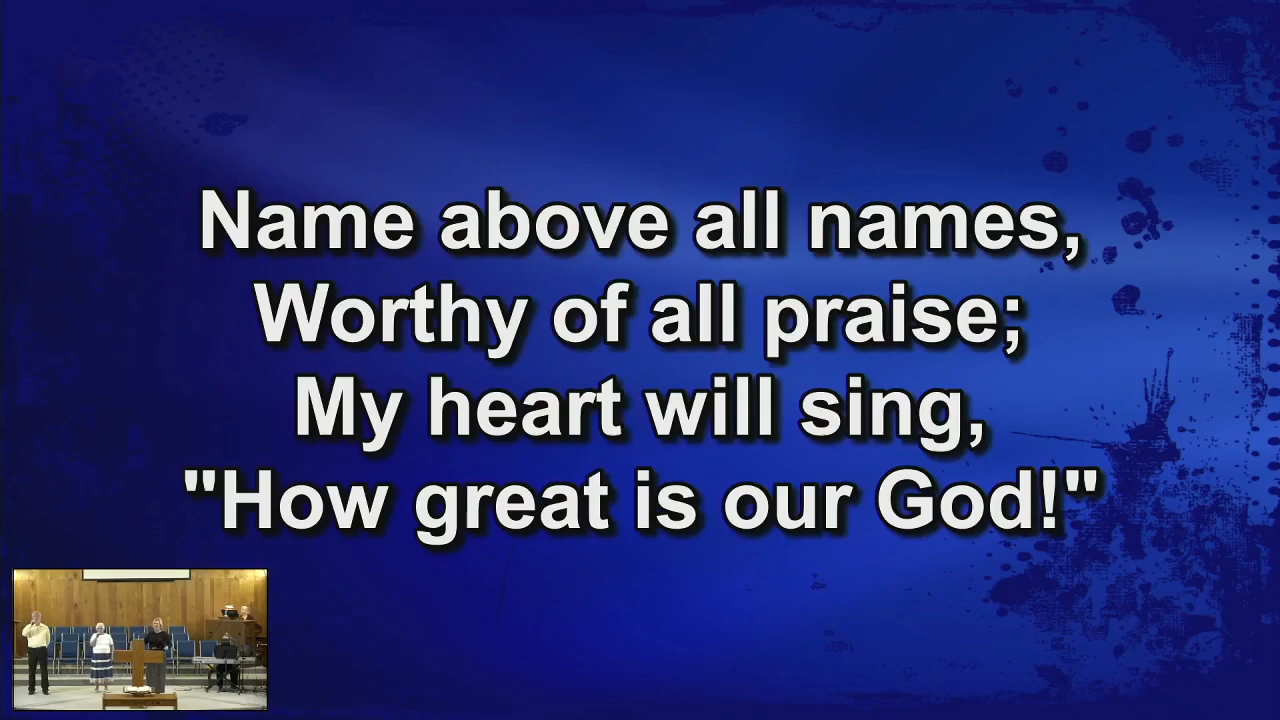 Name above all names,
Worthy of all praise;
My heart will sing,
"How great is our God!"